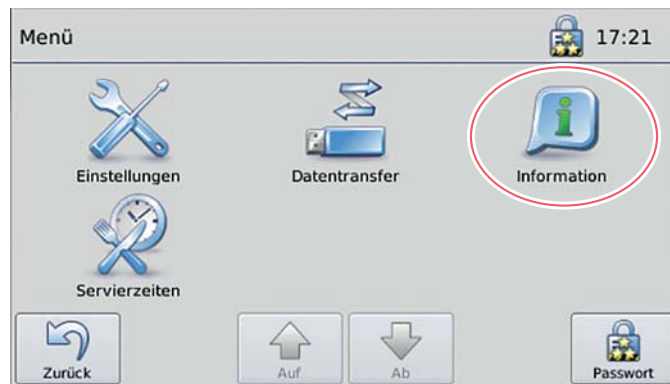 Menü 17:21
Einstellungen Datentransfer Information
Servierzeiten
Zurück Auf Ab Passwort